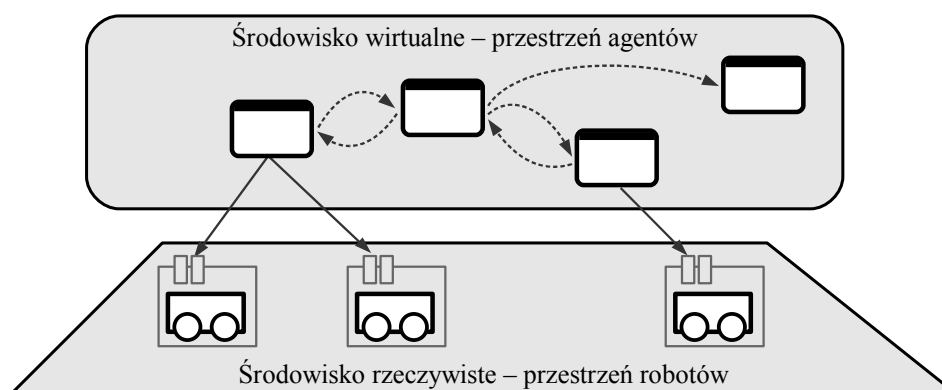 Środowisko wirtualne – przestrzeń agentów
Środowisko rzeczywiste – przestrzeń robotów